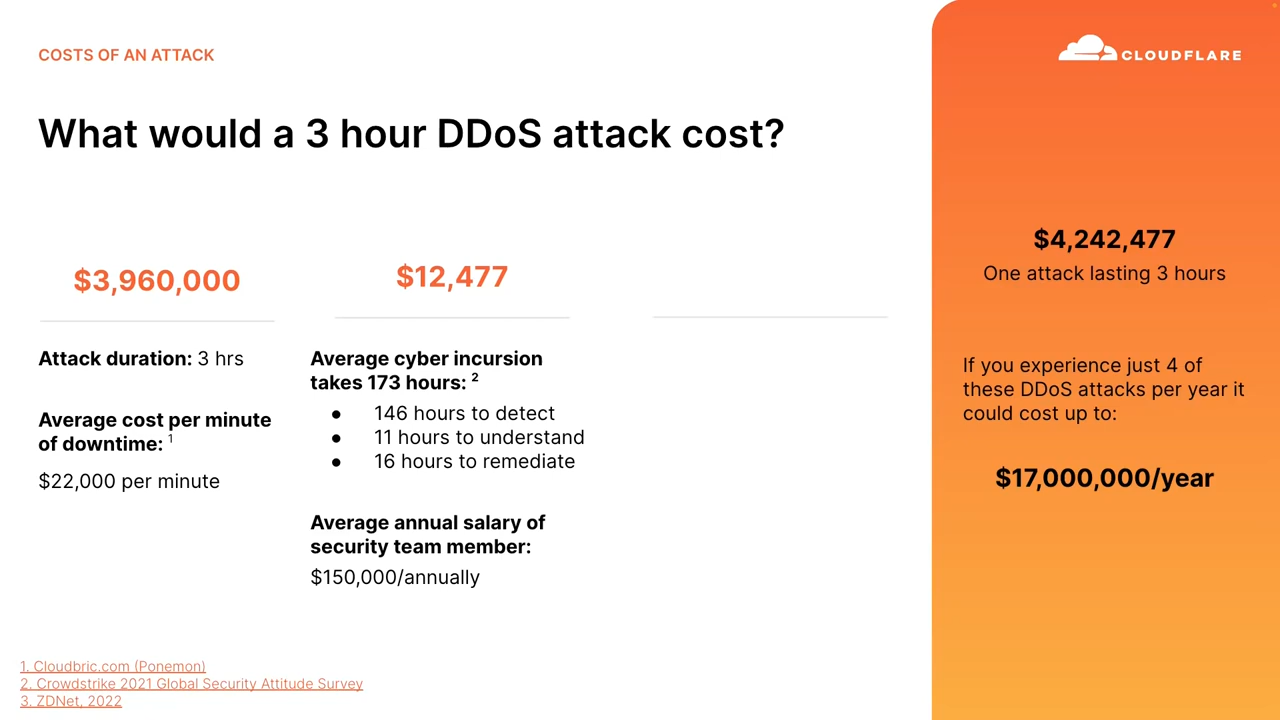 COSTS OF AN ATTACK
CLOUDFLARE
What would a 3 hour DDoS attack cost?
$3,960,000
Attack duration: 3 hrs
Average cost per minute
of downtime: 1
$22,000 per minute
$12,477
Average cyber incursion
takes 173 hours: 2
● 146 hours to detect
● 11 hours to understand
● 16 hours to remediate
Average annual salary of
security team member:
$150,000/annually
$4,242,477
One attack lasting 3 hours
If you experience just 4 of
these DDoS attacks per year it
could cost up to:
$17,000,000/year
1. Cloudbric.com (Ponemon)
2. Crowdstrike 2021 Global Security Attitude Survey
3. ZDNet, 2022